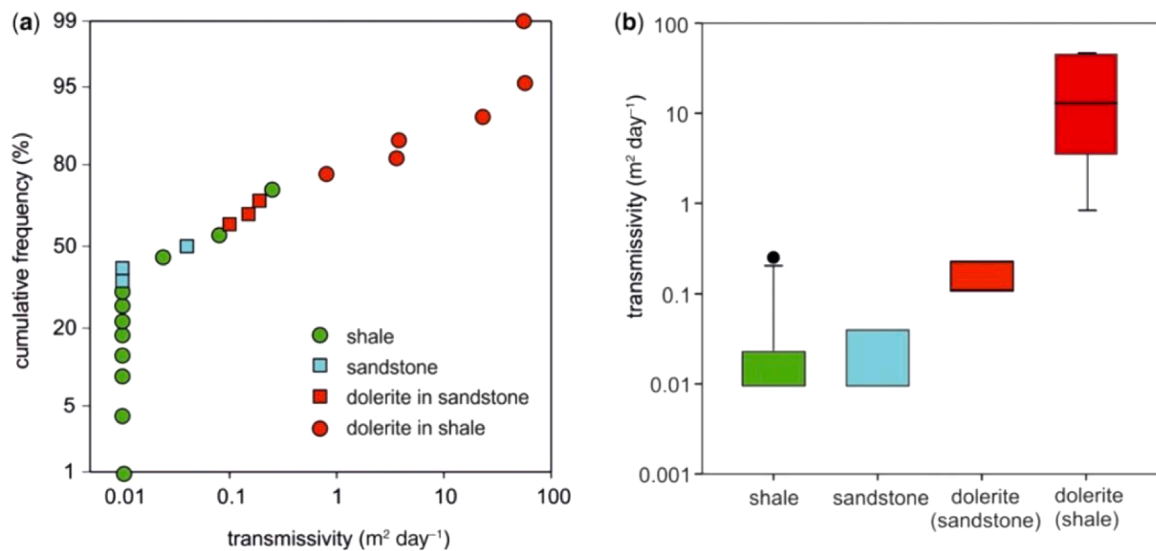 (a)
99
95
80
50
20
5
1
cumulative frequency (%)
0.01 0.1 1 10 100
transmissivity (m² day⁻¹)
shale
sandstone
dolerite in sandstone
dolerite in shale
(b)
100
10
1
0.1
0.01
0.001
transmissivity (m² day⁻¹)
shale sandstone dolerite dolerite
(sandstone) (shale)